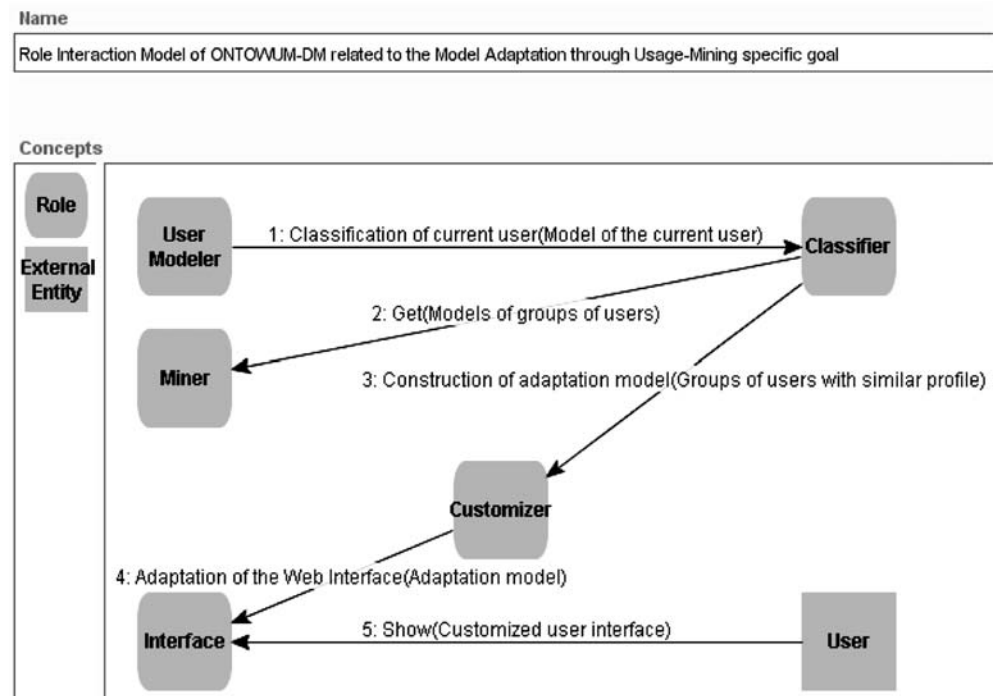 Name
Role Interaction Model of ONTOWUM-DM related to the Model Adaptation through Usage-Mining specific goal
Concepts
Role
External
Entity
User
Modeler
1: Classification of current user(Model of the current user)
Classifier
2: Get(Models of groups of users)
Miner
3: Construction of adaptation model(Groups of users with similar profile)
Customizer
4: Adaptation of the Web Interface(Adaptation model)
Interface
5: Show(Customized user interface)
User